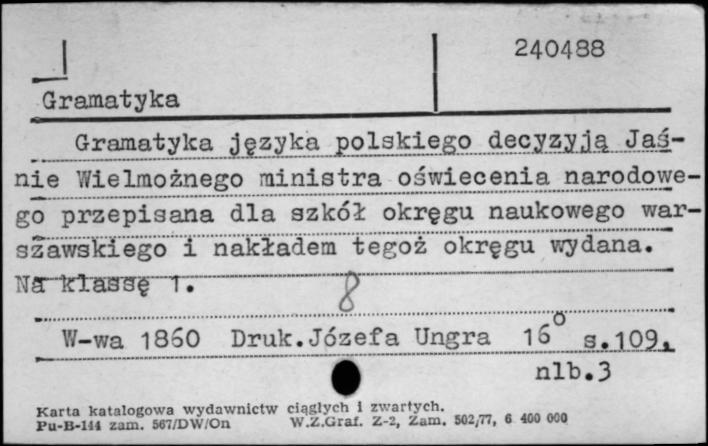 240488
Gramatyka
Gramatyka języka polskiego decyzyją Jaś-
nie Wielmożnego ministra oświecenia narodowe-
go przepisana dla szkół okręgu naukowego war-
szawskiego i nakładem tegoż okręgu wydana.
Na klassę 1.
8
W-wa 1860 Druk.Józefa Ungra 16° s.109,
nlb.3
Karta katalogowa wydawnictw ciągłych i zwartych.
Pu-B-144 zam. 567/DW/On W.Z.Graf. Z-2, Zam. 502/77, 6 400 000